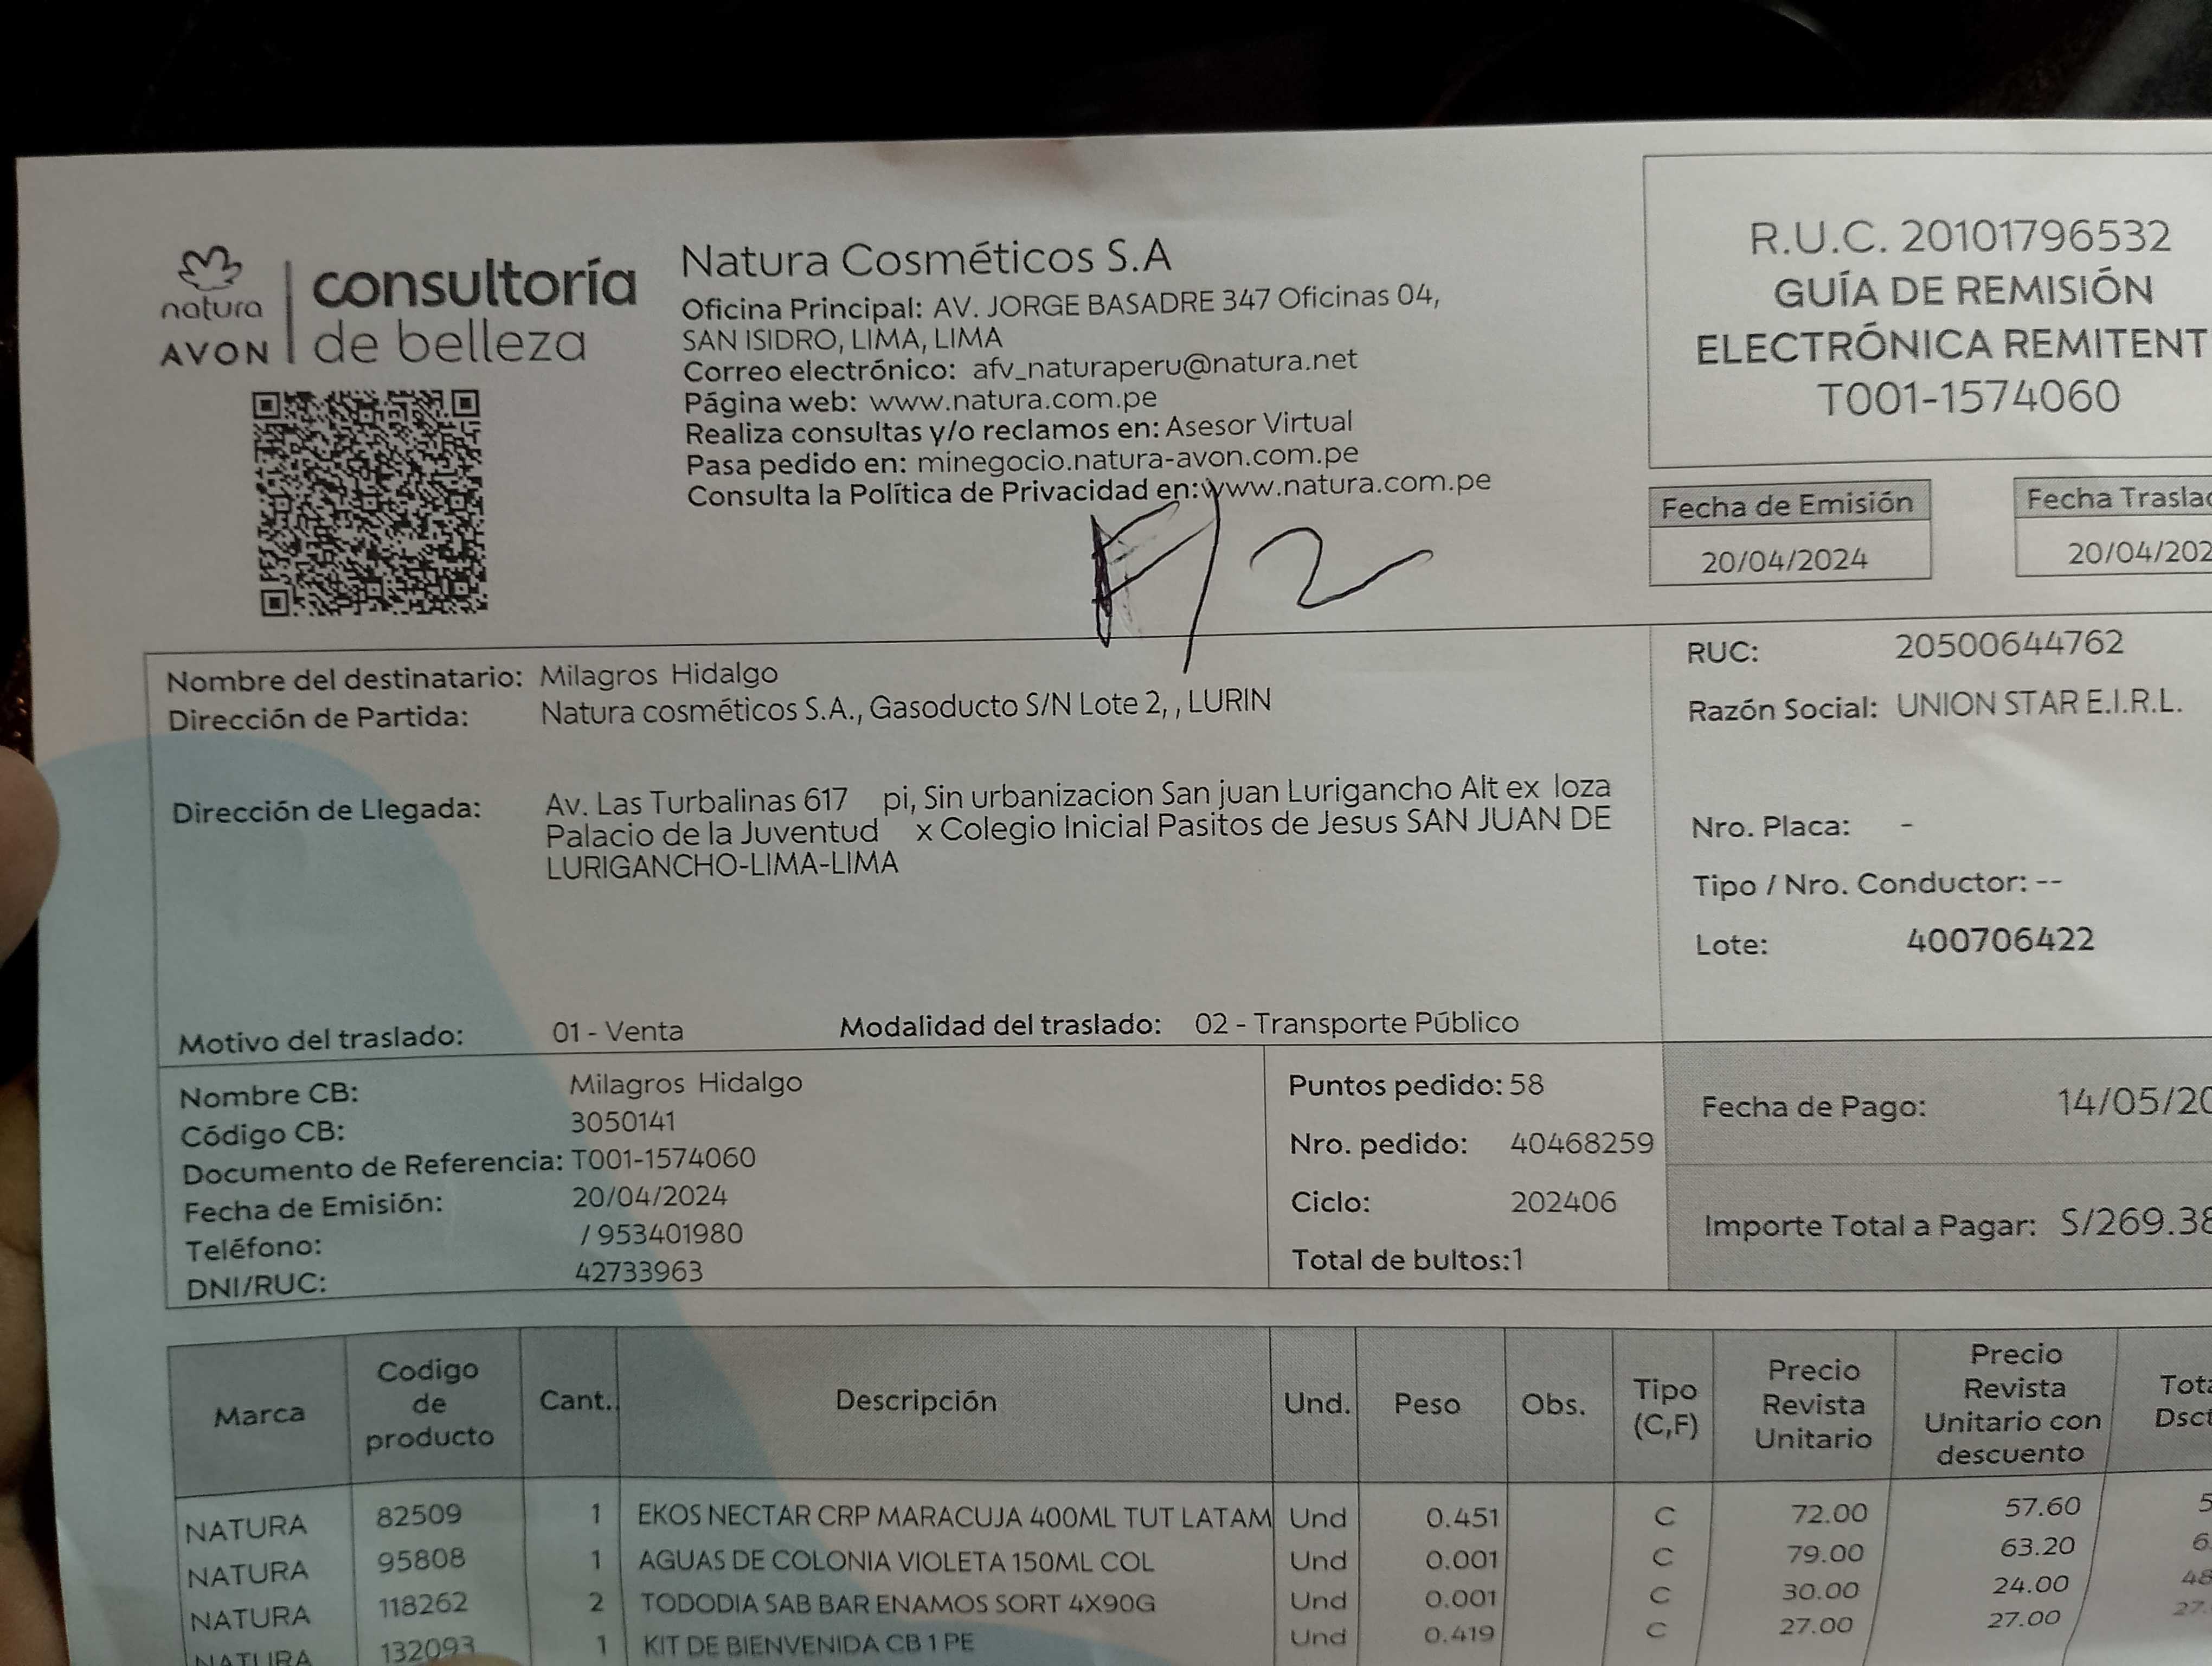 natura
AVON
consultoría
de belleza
Natura Cosméticos S.A
Oficina Principal: AV. JORGE BASADRE 347 Oficinas 04,
SAN ISIDRO, LIMA, LIMA
Correo electrónico: afv_naturaperu@natura.net
Página web: www.natura.com.pe
Realiza consultas y/o reclamos en: Asesor Virtual
Pasa pedido en: minegocio.natura-avon.com.pe
Consulta la Política de Privacidad en:www.natura.com.pe
R.U.C. 20101796532
GUÍA DE REMISIÓN
ELECTRÓNICA REMITENT
T001-1574060
Fecha de Emisión
20/04/2024
Fecha Traslad
20/04/202
Nombre del destinatario: Milagros Hidalgo
Dirección de Partida: Natura cosméticos S.A., Gasoducto S/N Lote 2, , LURIN
Dirección de Llegada: Av. Las Turbalinas 617 pi, Sin urbanizacion San juan Lurigancho Alt ex loza
Palacio de la Juventud x Colegio Inicial Pasitos de Jesus SAN JUAN DE
LURIGANCHO-LIMA-LIMA
Motivo del traslado: 01 - Venta Modalidad del traslado: 02 - Transporte Público
RUC: 20500644762
Razón Social: UNION STAR E.I.R.L.
Nro. Placa: -
Tipo / Nro. Conductor: --
Lote: 400706422
Nombre CB: Milagros Hidalgo
Código CB: 3050141
Documento de Referencia: T001-1574060
Fecha de Emisión: 20/04/2024
Teléfono: / 953401980
DNI/RUC: 42733963
Puntos pedido: 58
Nro. pedido: 40468259
Ciclo: 202406
Total de bultos:1
Fecha de Pago: 14/05/20
Importe Total a Pagar: S/269.38
Marca Codigo de producto Cant. Descripción Und. Peso Obs. Tipo (C,F) Precio Revista Unitario Precio Revista Unitario con descuento Tota Dsct
NATURA 82509 1 EKOS NECTAR CRP MARACUJA 400ML TUT LATAM Und 0.451 C 72.00 57.60 5
NATURA 95808 1 AGUAS DE COLONIA VIOLETA 150ML COL Und 0.001 C 79.00 63.20 6
NATURA 118262 2 TODODIA SAB BAR ENAMOS SORT 4X90G Und 0.001 C 30.00 24.00 48
NATURA 132093 1 KIT DE BIENVENIDA CB 1 PE Und 0.419 C 27.00 27.00 27.